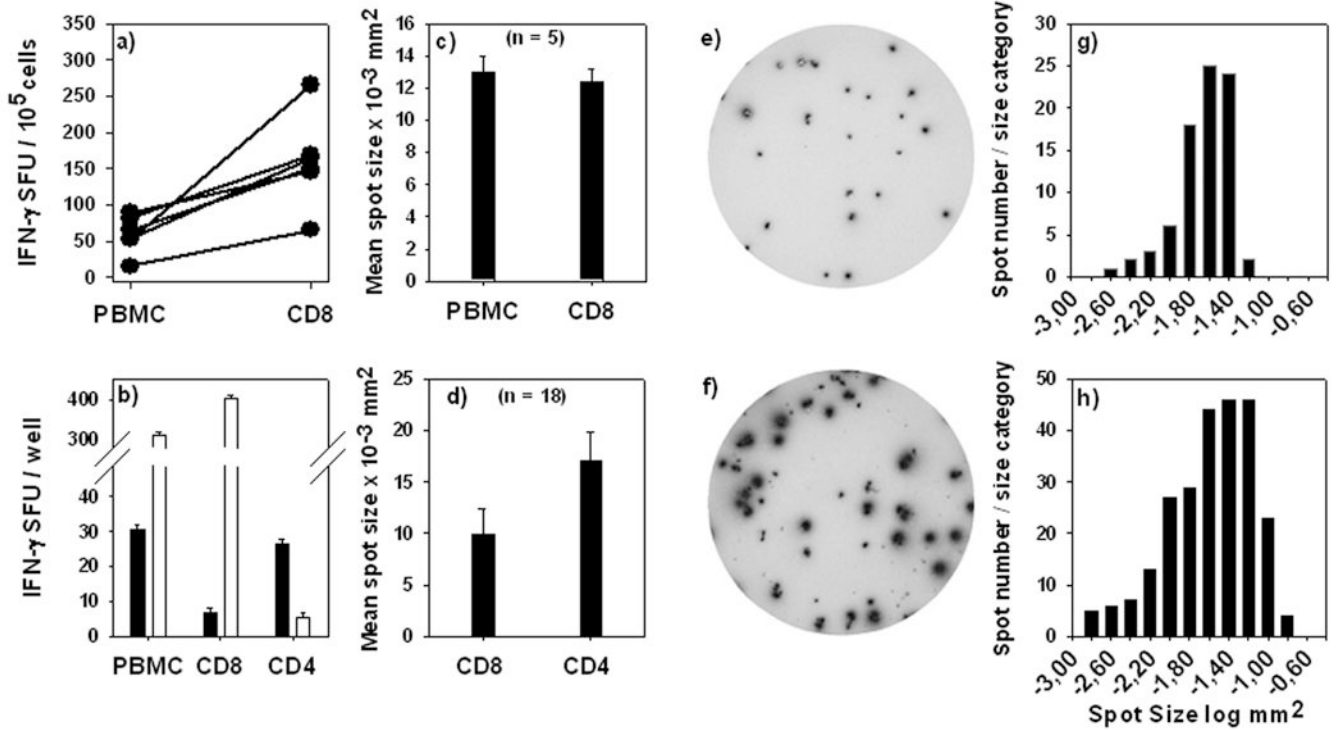 a)
IFN-γ SFU / 10⁵ cells
350
300
250
200
150
100
50
0
PBMC CD8
c)
(n = 5)
Mean spot size x 10⁻³ mm²
16
14
12
10
8
6
4
2
0
PBMC CD8
e)
g)
Spot number / size category
30
25
20
15
10
5
0
-3,00 -2,60 -2,20 -1,80 -1,40 -1,00 -0,60
b)
IFN-γ SFU / well
400
300
40
30
20
10
0
PBMC CD8 CD4
d)
(n = 18)
Mean spot size x 10⁻³ mm²
25
20
15
10
5
0
CD8 CD4
f)
h)
Spot number / size category
50
40
30
20
10
0
-3,00 -2,60 -2,20 -1,80 -1,40 -1,00 -0,60
Spot Size log mm²